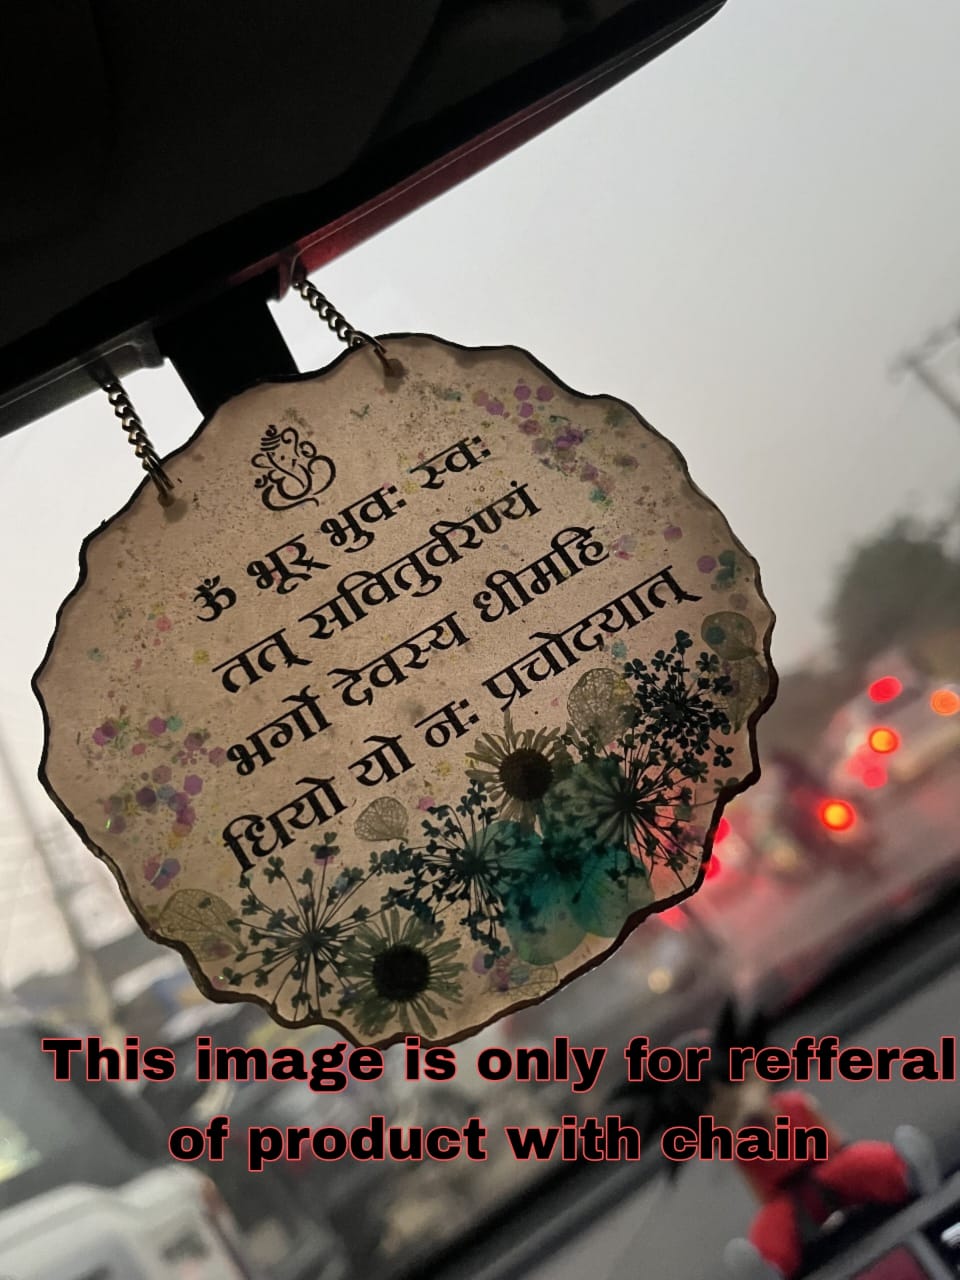 ॐ भूर् भुवः स्वः
तत् सवितुर्वरेण्यं
भर्गो देवस्य धीमहि
धियो यो नः प्रचोदयात्
This image is only for refferal
of product with chain